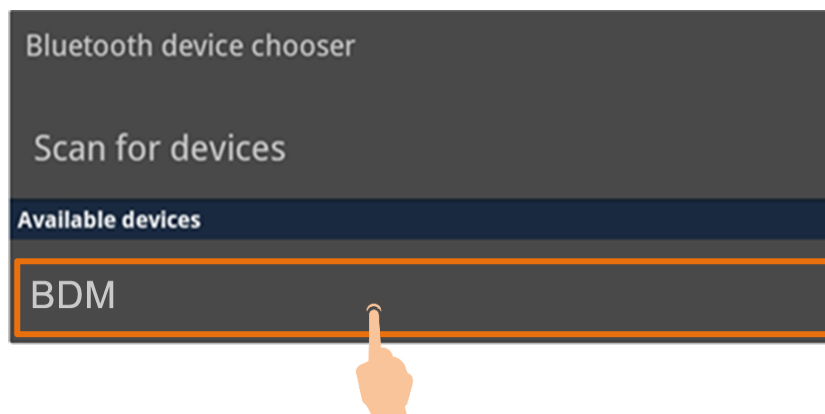 Bluetooth device chooser
Scan for devices
Available devices
BDM